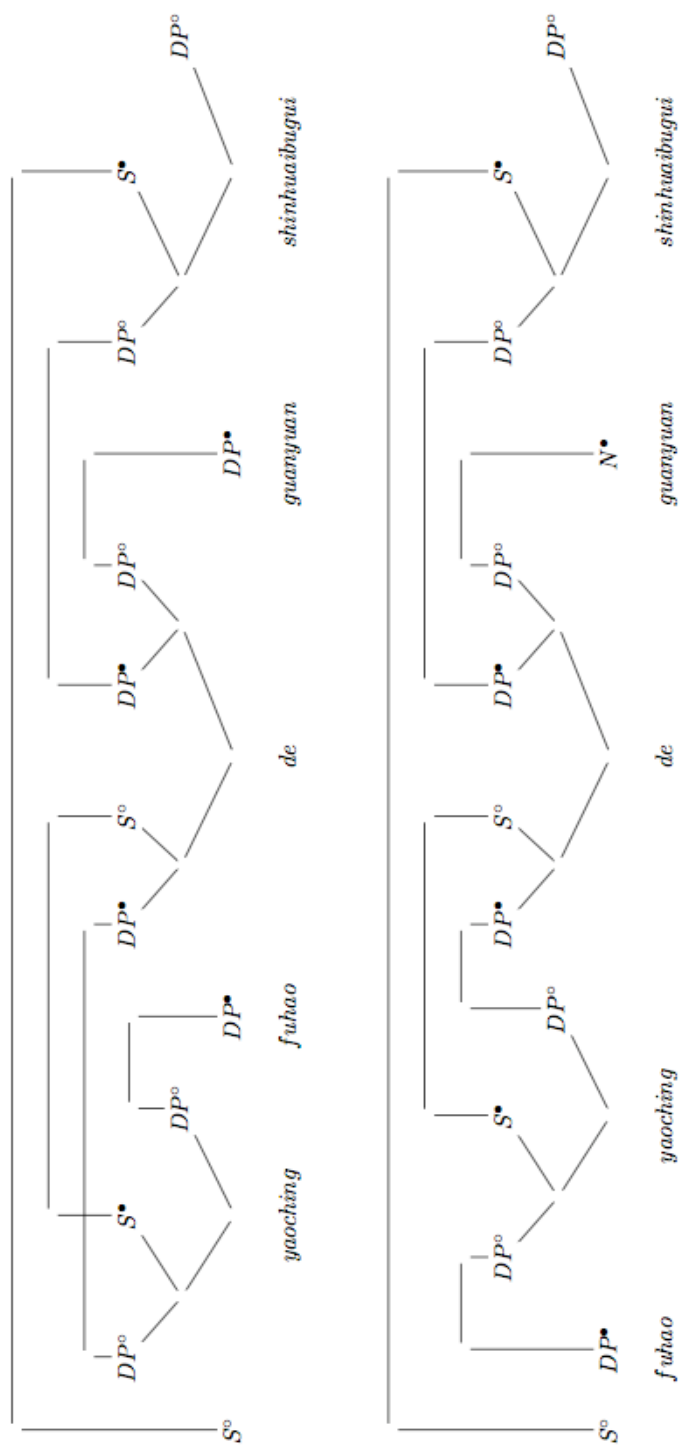 DP° S• DP• S° DP• DP° DP° S•
DP° DP°
S° DP• DP•
yaoching fuhao de guanyuan shinhuaibugui
DP° S• DP• S° DP• DP° DP° S•
DP° DP°
S° DP• N•
fuhao yaoching de guanyuan shinhuaibugui